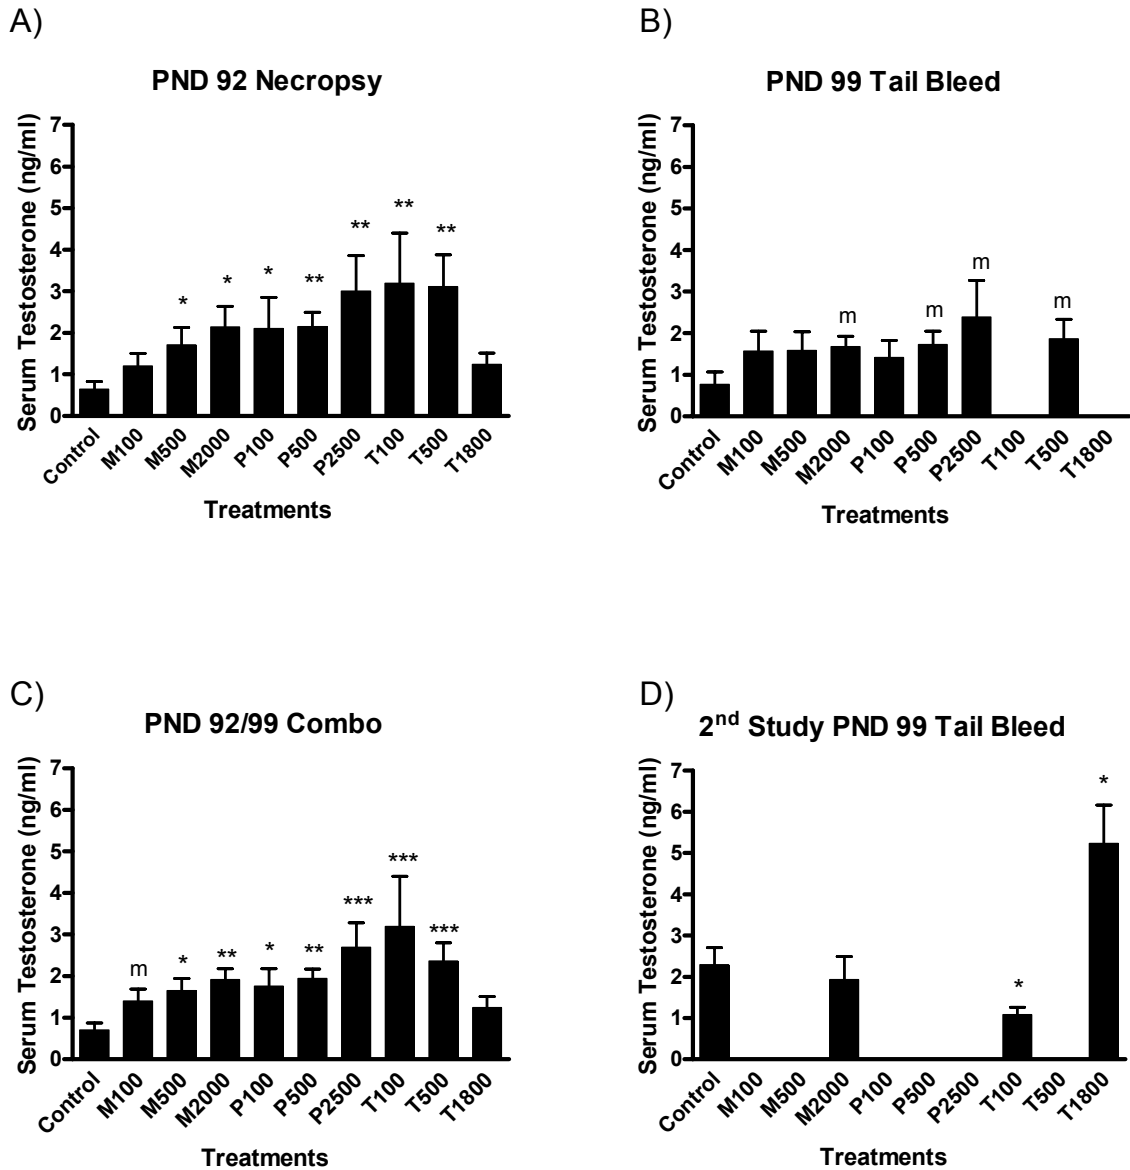 A)
PND 92 Necropsy
Serum Testosterone (ng/ml)
7
6
5
4
3
2
1
0
* * * ** ** ** **
Control M100 M500 M2000 P100 P500 P2500 T100 T500 T1800
Treatments
B)
PND 99 Tail Bleed
Serum Testosterone (ng/ml)
7
6
5
4
3
2
1
0
m m m m
Control M100 M500 M2000 P100 P500 P2500 T100 T500 T1800
Treatments
C)
PND 92/99 Combo
Serum Testosterone (ng/ml)
7
6
5
4
3
2
1
0
m * ** * ** *** *** ***
Control M100 M500 M2000 P100 P500 P2500 T100 T500 T1800
Treatments
D)
2nd Study PND 99 Tail Bleed
Serum Testosterone (ng/ml)
7
6
5
4
3
2
1
0
* *
Control M100 M500 M2000 P100 P500 P2500 T100 T500 T1800
Treatments